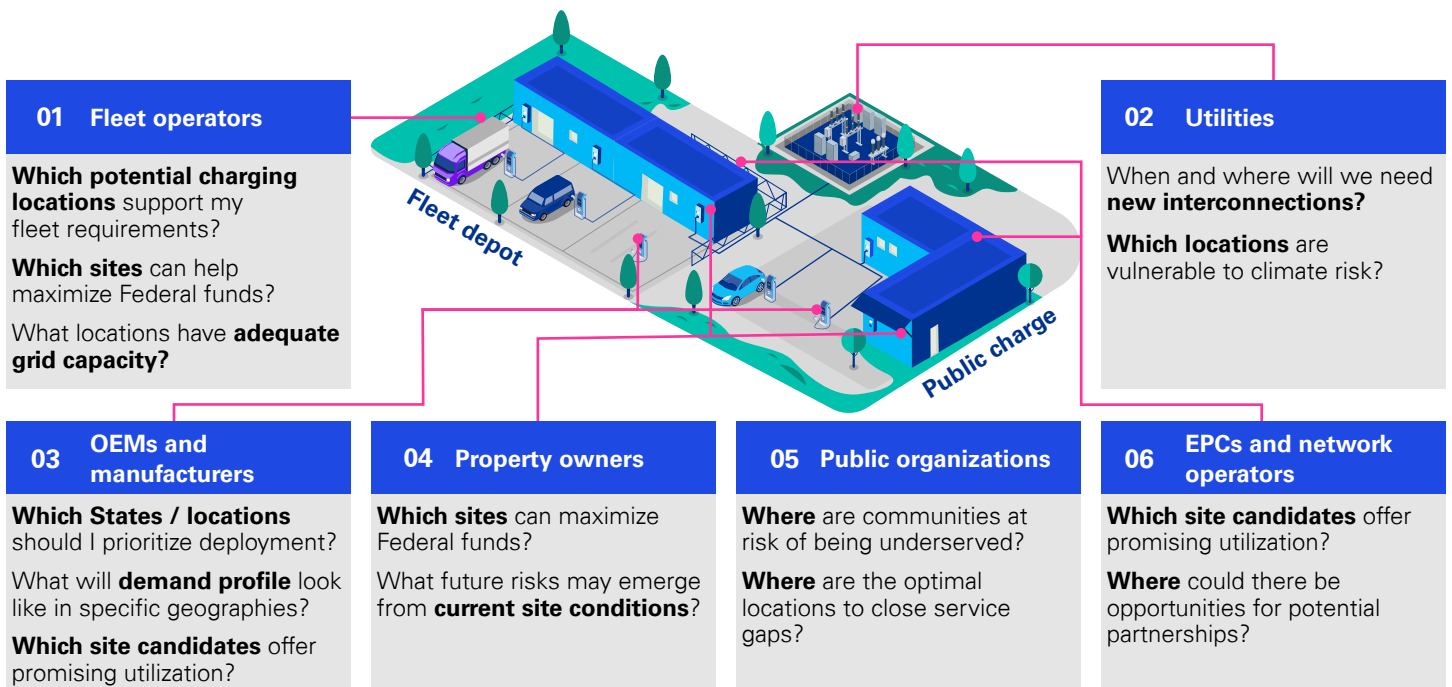 01 Fleet operators
Which potential charging
locations support my
fleet requirements?
Which sites can help
maximize Federal funds?
What locations have adequate
grid capacity?
Fleet depot
Public charge
02 Utilities
When and where will we need
new interconnections?
Which locations are
vulnerable to climate risk?
03 OEMs and
manufacturers
Which States / locations
should I prioritize deployment?
What will demand profile look
like in specific geographies?
Which site candidates offer
promising utilization?
04 Property owners
Which sites can maximize
Federal funds?
What future risks may emerge
from current site conditions?
05 Public organizations
Where are communities at
risk of being underserved?
Where are the optimal
locations to close service
gaps?
06 EPCs and network
operators
Which site candidates offer
promising utilization?
Where could there be
opportunities for potential
partnerships?